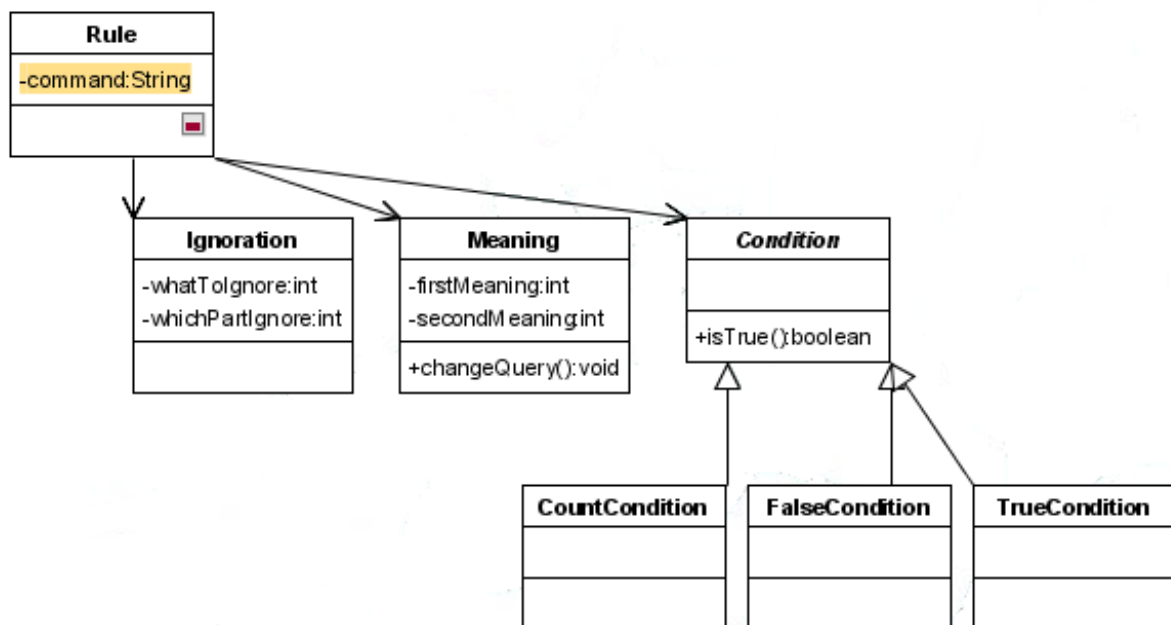 Rule
-command:String
Ignoration
-whatToIgnore:int
-whichPartIgnore:int
Meaning
-firstMeaning:int
-secondMeaning:int
+changeQuery():void
Condition
+isTrue():boolean
CountCondition
FalseCondition
TrueCondition